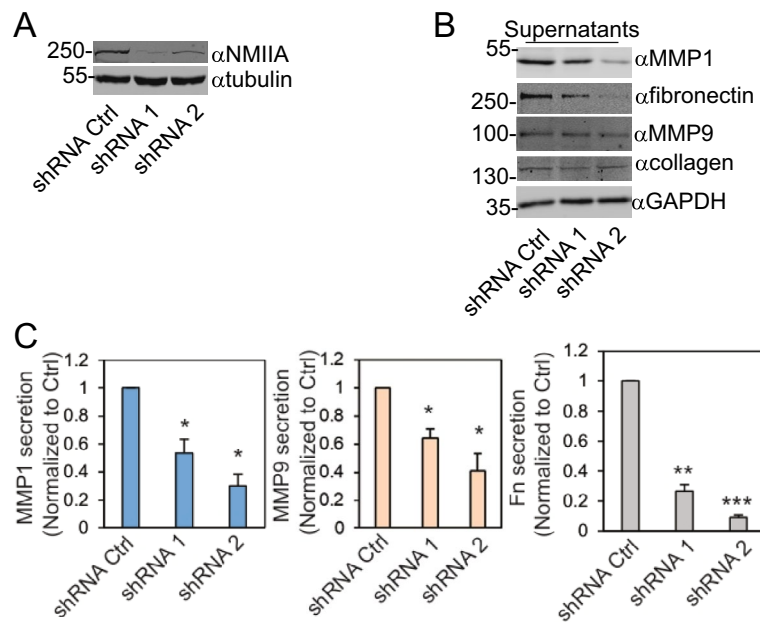 A
250- αNMIIA
55- αtubulin
shRNA Ctrl
shRNA 1
shRNA 2
B
Supernatants
55- αMMP1
250- αfibronectin
100- αMMP9
130- αcollagen
35- αGAPDH
shRNA Ctrl
shRNA 1
shRNA 2
C
MMP1 secretion
(Normalized to Ctrl)
1.2
1
0.8
0.6
0.4
0.2
0
*
*
shRNA Ctrl
shRNA 1
shRNA 2
MMP9 secretion
(Normalized to Ctrl)
1.2
1
0.8
0.6
0.4
0.2
0
*
*
shRNA Ctrl
shRNA 1
shRNA 2
Fn secretion
(Normalized to Ctrl)
1.2
1
0.8
0.6
0.4
0.2
0
**
***
shRNA Ctrl
shRNA 1
shRNA 2